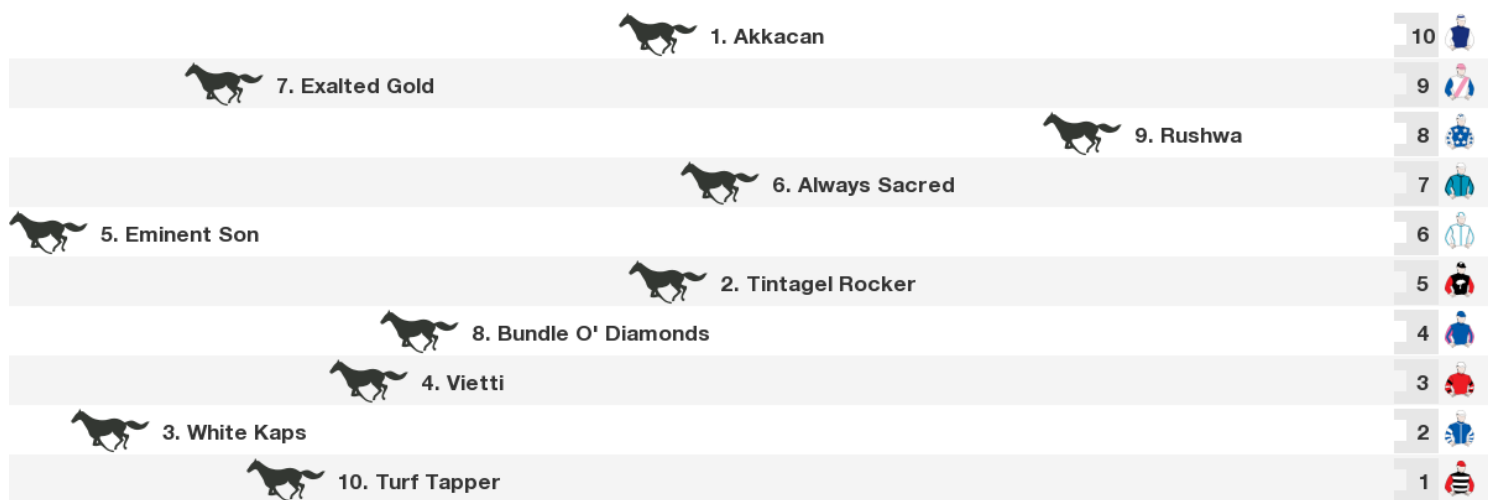 1. Akkacan 10
7. Exalted Gold 9
9. Rushwa 8
6. Always Sacred 7
5. Eminent Son 6
2. Tintagel Rocker 5
8. Bundle O' Diamonds 4
4. Vietti 3
3. White Kaps 2
10. Turf Tapper 1